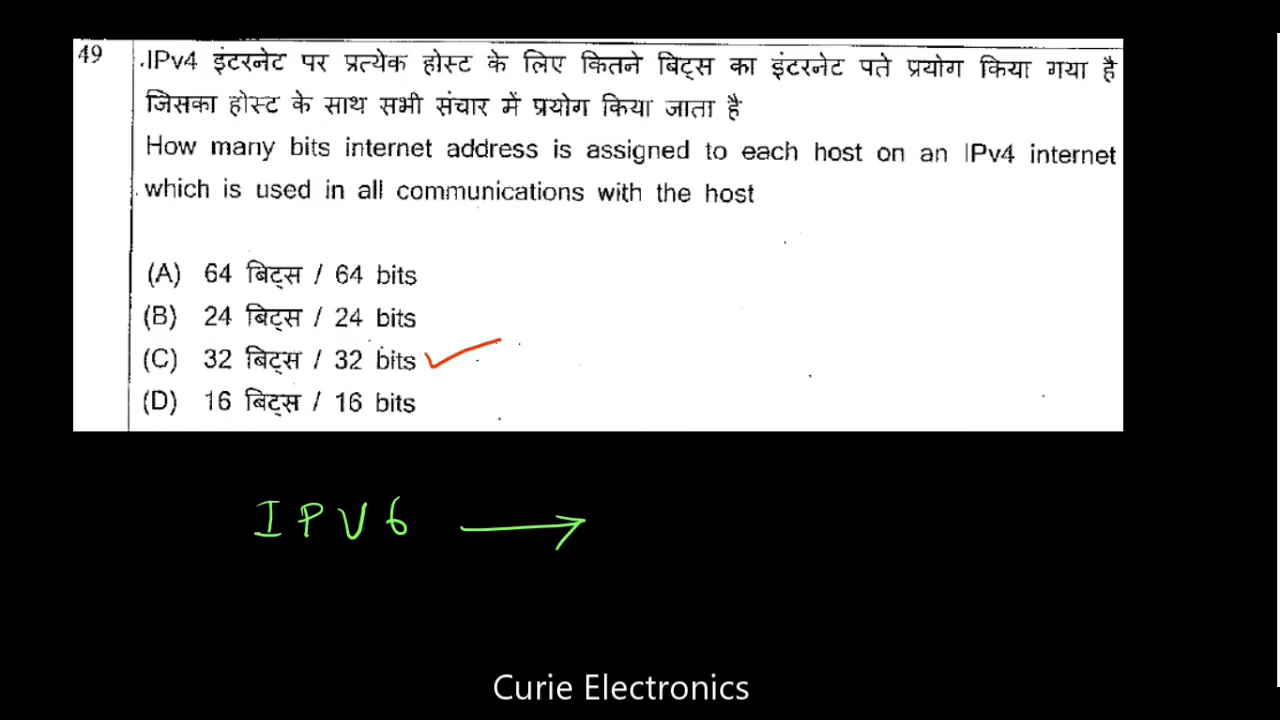 49
.IPv4 इंटरनेट पर प्रत्येक होस्ट के लिए कितने बिट्स का इंटरनेट पते प्रयोग किया गया है
जिसका होस्ट के साथ सभी संचार में प्रयोग किया जाता है
How many bits internet address is assigned to each host on an IPv4 internet
which is used in all communications with the host
(A) 64 बिट्स / 64 bits
(B) 24 बिट्स / 24 bits
(C) 32 बिट्स / 32 bits
(D) 16 बिट्स / 16 bits
IPV6
Curie Electronics